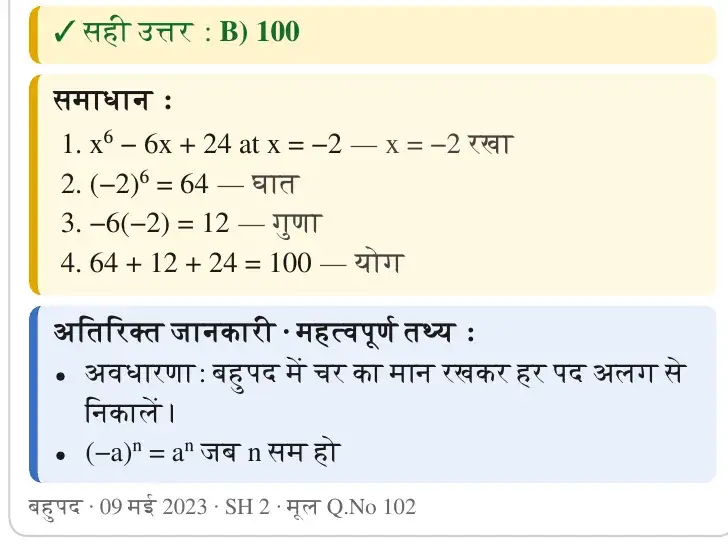 ✓ सही उत्तर : B) 100
समाधान :
1. x⁶ − 6x + 24 at x = −2 — x = −2 रखा
2. (−2)⁶ = 64 — घात
3. −6(−2) = 12 — गुणा
4. 64 + 12 + 24 = 100 — योग
अतिरिक्त जानकारी · महत्वपूर्ण तथ्य :
• अवधारणा : बहुपद में चर का मान रखकर हर पद अलग से
निकालें।
• (−a)ⁿ = aⁿ जब n सम हो
बहुपद · 09 मई 2023 · SH 2 · मूल Q.No 102